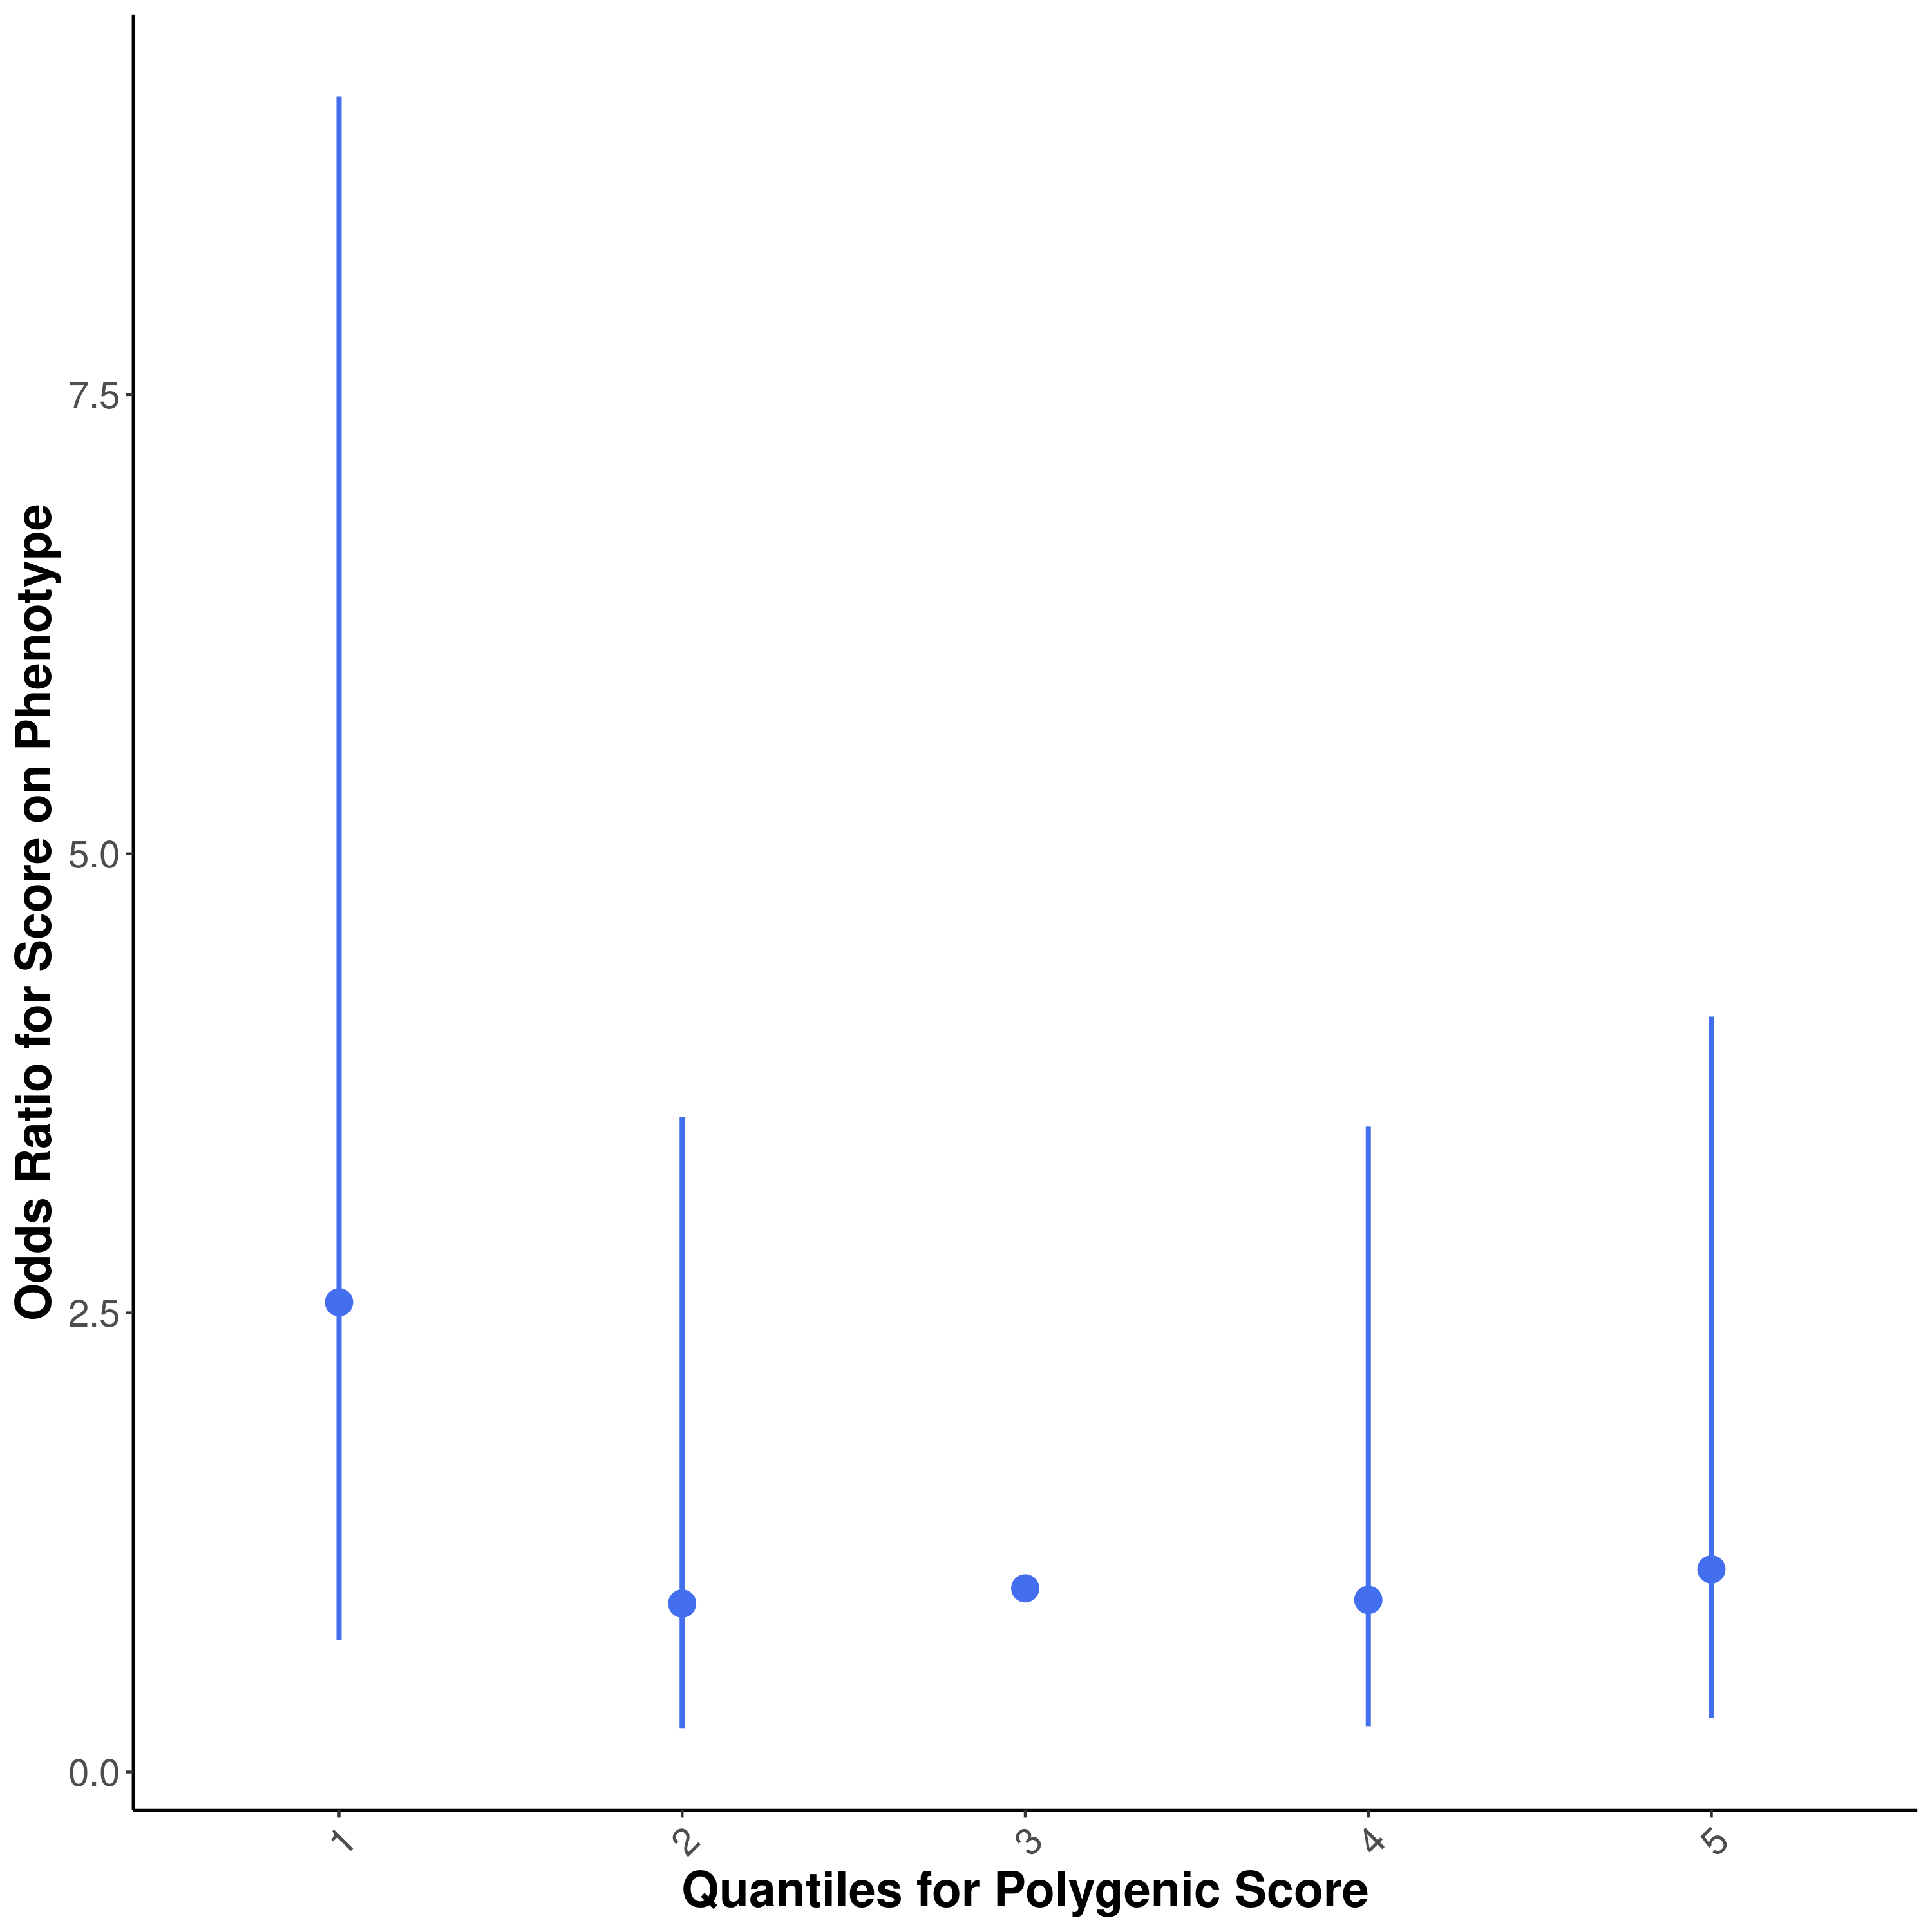 Odds Ratio for Score on Phenotype
7.5
5.0
2.5
0.0
1 2 3 4 5
Quantiles for Polygenic Score